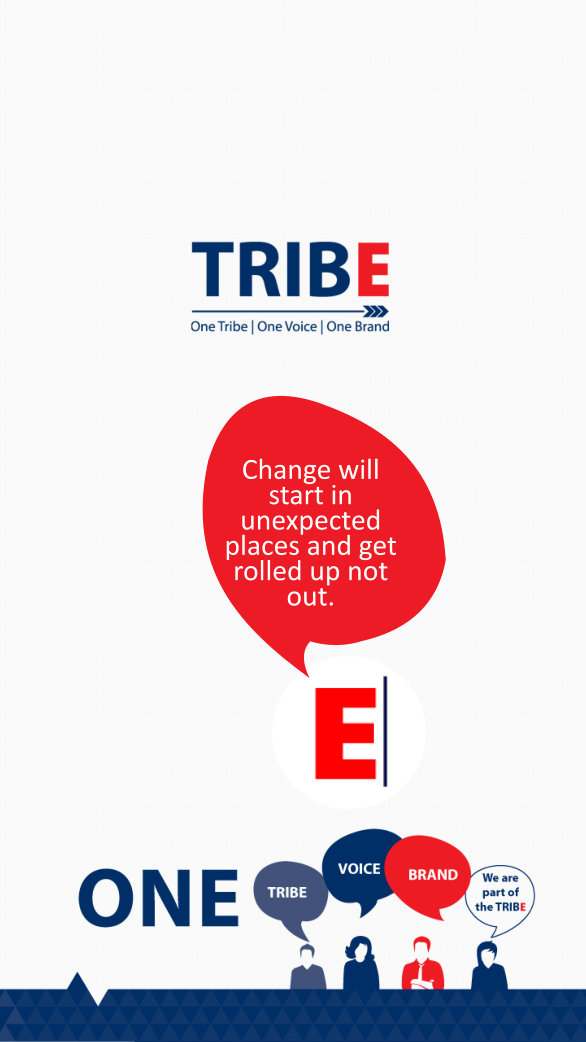 TRIBE
One Tribe | One Voice | One Brand
Change will
start in
unexpected
places and get
rolled up not
out.
E
ONE
TRIBE
VOICE
BRAND
We are
part of
the TRIBE